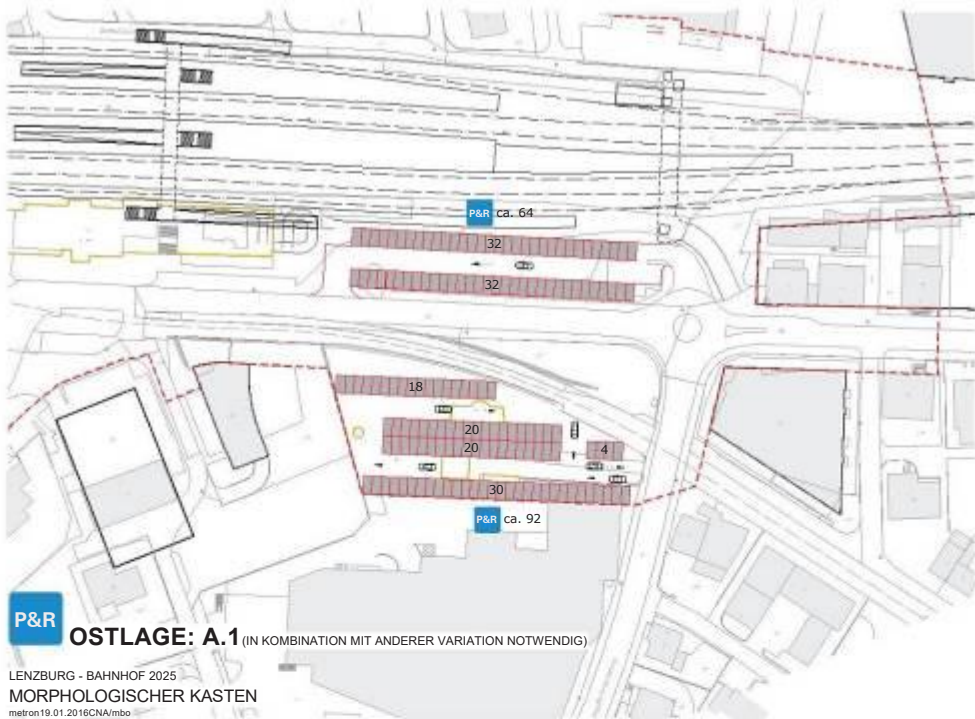 P&R ca. 64
32
32
18
20
20
4
30
P&R ca. 92
P&R OSTLAGE: A.1 (IN KOMBINATION MIT ANDERER VARIATION NOTWENDIG)
LENZBURG - BAHNHOF 2025
MORPHOLOGISCHER KASTEN
metron19.01.2016CNA/mbo